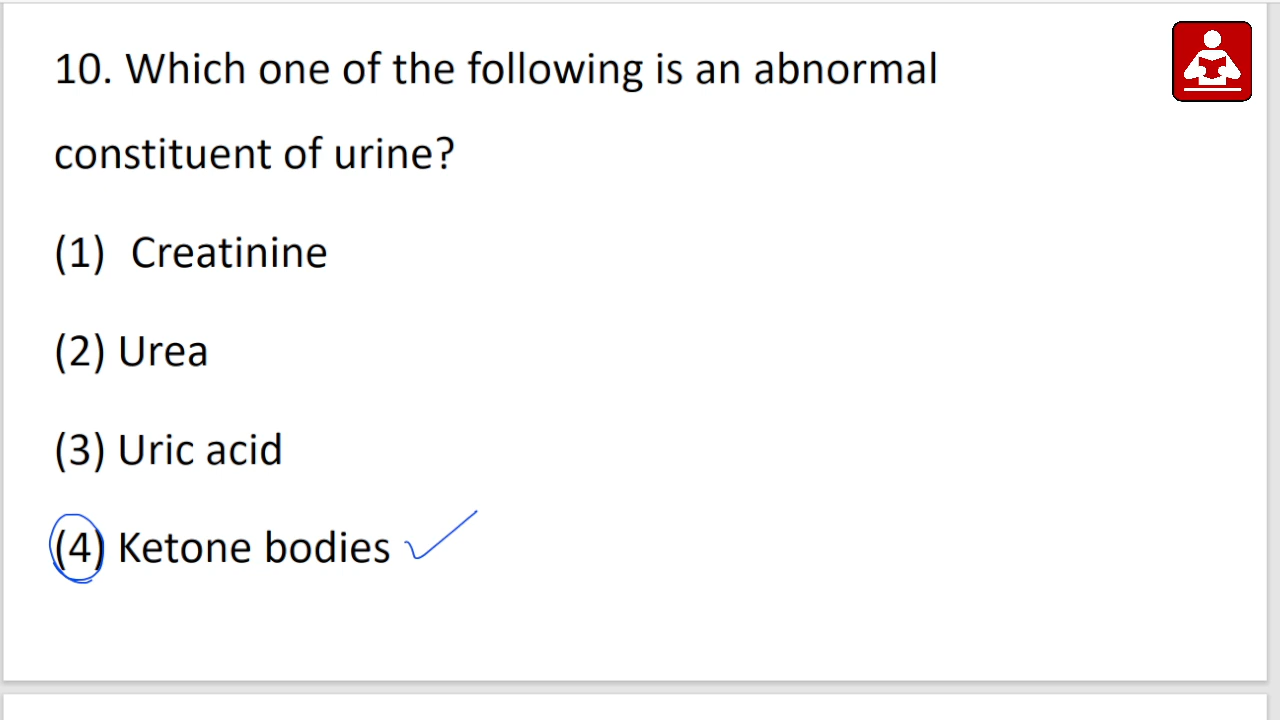 10. Which one of the following is an abnormal
constituent of urine?
(1) Creatinine
(2) Urea
(3) Uric acid
(4) Ketone bodies